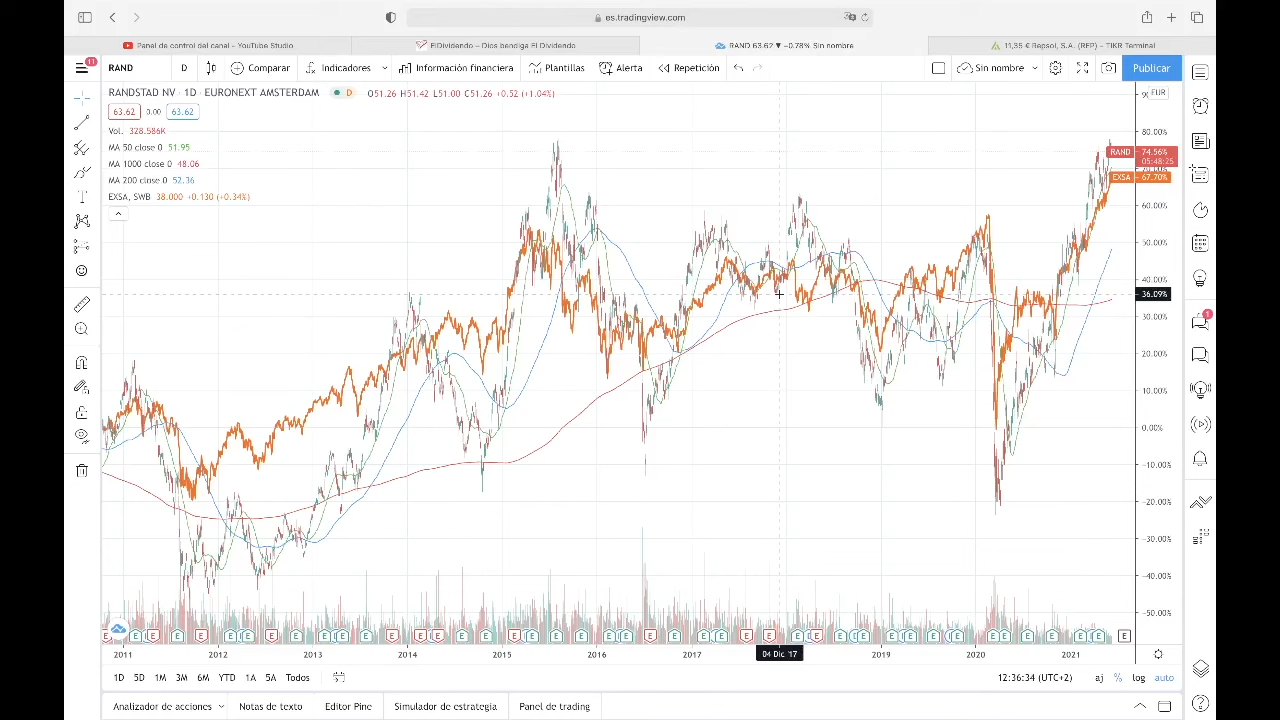 es.tradingview.com
Panel de control del canal – YouTube Studio
ElDividendo – Dios bendiga El Dividendo
RAND 63.62 ▼ −0.78% Sin nombre
11,35 € Repsol, S.A. (REP) – TIKR Terminal
11
RAND
D
Comparar
Indicadores
Información financiera
Plantillas
Alerta
Repetición
Sin nombre
Publicar
RANDSTAD NV · 1D · EURONEXT AMSTERDAM
D
O51.26 H51.42 L51.00 C51.26 +0.52 (+1.04%)
EUR
63.62
0.00
63.62
Vol. 328.586K
MA 50 close 0 51.95
MA 1000 close 0 48.06
MA 200 close 0 52.36
EXSA, SWB 38.000 +0.130 (+0.34%)
80.00%
RAND 74.56%
05:48:25
70.00%
EXSA 67.70%
60.00%
50.00%
40.00%
36.09%
30.00%
20.00%
10.00%
0.00%
−10.00%
−20.00%
−30.00%
−40.00%
−50.00%
1
2011
2012
2013
2014
2015
2016
2017
04 Dic '17
2019
2020
2021
1D
5D
1M
3M
6M
YTD
1A
5A
Todos
12:36:34 (UTC+2)
aj
%
log
auto
Analizador de acciones
Notas de texto
Editor Pine
Simulador de estrategia
Panel de trading